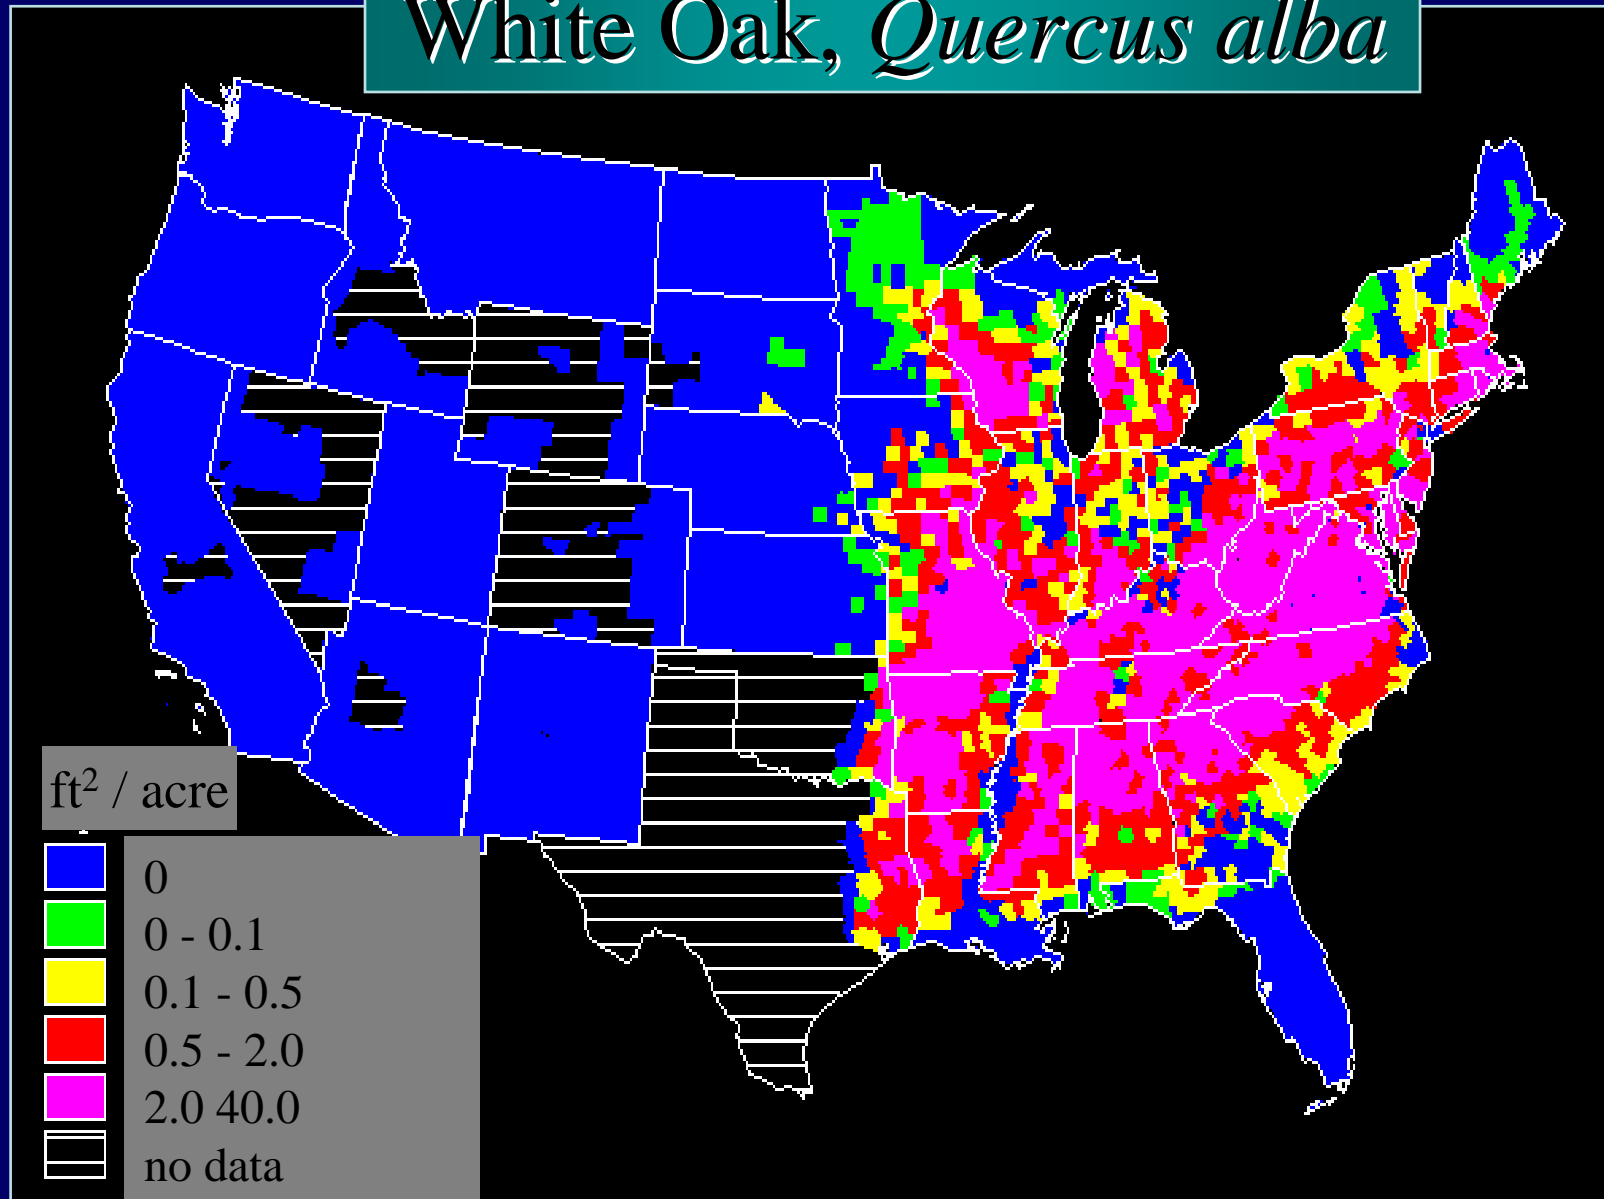 White Oak, Quercus alba
ft² / acre
0
0 - 0.1
0.1 - 0.5
0.5 - 2.0
2.0 40.0
no data